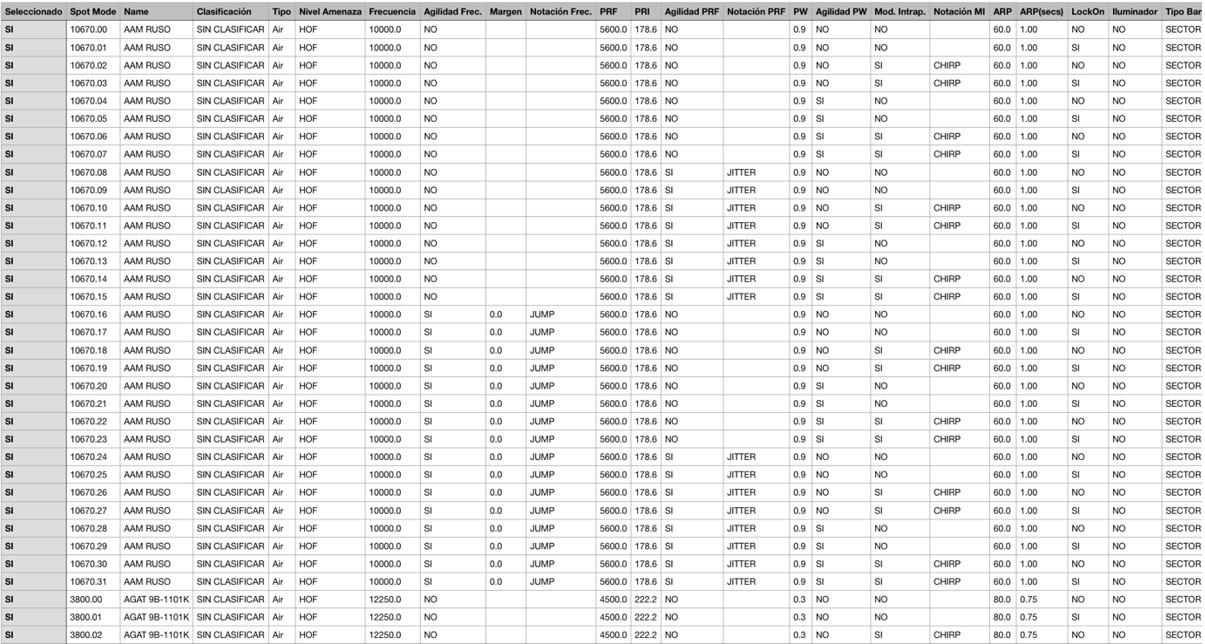 Seleccionado Spot Mode Name Clasificación Tipo Nivel Amenaza Frecuencia Agilidad Frec. Margen Notación Frec. PRF PRI Agilidad PRF Notación PRF PW Agilidad PW Mod. Intrap. Notación MI ARP ARP(secs) LockOn Iluminador Tipo Bar
SI 10670.00 AAM RUSO SIN CLASIFICAR Air HOF 10000.0 NO 5600.0 178.6 NO 0.9 NO NO 60.0 1.00 NO NO SECTOR
SI 10670.01 AAM RUSO SIN CLASIFICAR Air HOF 10000.0 NO 5600.0 178.6 NO 0.9 NO NO 60.0 1.00 SI NO SECTOR
SI 10670.02 AAM RUSO SIN CLASIFICAR Air HOF 10000.0 NO 5600.0 178.6 NO 0.9 NO SI CHIRP 60.0 1.00 NO NO SECTOR
SI 10670.03 AAM RUSO SIN CLASIFICAR Air HOF 10000.0 NO 5600.0 178.6 NO 0.9 NO SI CHIRP 60.0 1.00 SI NO SECTOR
SI 10670.04 AAM RUSO SIN CLASIFICAR Air HOF 10000.0 NO 5600.0 178.6 NO 0.9 SI NO 60.0 1.00 NO NO SECTOR
SI 10670.05 AAM RUSO SIN CLASIFICAR Air HOF 10000.0 NO 5600.0 178.6 NO 0.9 SI NO 60.0 1.00 SI NO SECTOR
SI 10670.06 AAM RUSO SIN CLASIFICAR Air HOF 10000.0 NO 5600.0 178.6 NO 0.9 SI SI CHIRP 60.0 1.00 NO NO SECTOR
SI 10670.07 AAM RUSO SIN CLASIFICAR Air HOF 10000.0 NO 5600.0 178.6 NO 0.9 SI SI CHIRP 60.0 1.00 SI NO SECTOR
SI 10670.08 AAM RUSO SIN CLASIFICAR Air HOF 10000.0 NO 5600.0 178.6 SI JITTER 0.9 NO NO 60.0 1.00 NO NO SECTOR
SI 10670.09 AAM RUSO SIN CLASIFICAR Air HOF 10000.0 NO 5600.0 178.6 SI JITTER 0.9 NO NO 60.0 1.00 SI NO SECTOR
SI 10670.10 AAM RUSO SIN CLASIFICAR Air HOF 10000.0 NO 5600.0 178.6 SI JITTER 0.9 NO SI CHIRP 60.0 1.00 NO NO SECTOR
SI 10670.11 AAM RUSO SIN CLASIFICAR Air HOF 10000.0 NO 5600.0 178.6 SI JITTER 0.9 NO SI CHIRP 60.0 1.00 SI NO SECTOR
SI 10670.12 AAM RUSO SIN CLASIFICAR Air HOF 10000.0 NO 5600.0 178.6 SI JITTER 0.9 SI NO 60.0 1.00 NO NO SECTOR
SI 10670.13 AAM RUSO SIN CLASIFICAR Air HOF 10000.0 NO 5600.0 178.6 SI JITTER 0.9 SI NO 60.0 1.00 SI NO SECTOR
SI 10670.14 AAM RUSO SIN CLASIFICAR Air HOF 10000.0 NO 5600.0 178.6 SI JITTER 0.9 SI SI CHIRP 60.0 1.00 NO NO SECTOR
SI 10670.15 AAM RUSO SIN CLASIFICAR Air HOF 10000.0 NO 5600.0 178.6 SI JITTER 0.9 SI SI CHIRP 60.0 1.00 SI NO SECTOR
SI 10670.16 AAM RUSO SIN CLASIFICAR Air HOF 10000.0 SI 0.0 JUMP 5600.0 178.6 NO 0.9 NO NO 60.0 1.00 NO NO SECTOR
SI 10670.17 AAM RUSO SIN CLASIFICAR Air HOF 10000.0 SI 0.0 JUMP 5600.0 178.6 NO 0.9 NO NO 60.0 1.00 SI NO SECTOR
SI 10670.18 AAM RUSO SIN CLASIFICAR Air HOF 10000.0 SI 0.0 JUMP 5600.0 178.6 NO 0.9 NO SI CHIRP 60.0 1.00 NO NO SECTOR
SI 10670.19 AAM RUSO SIN CLASIFICAR Air HOF 10000.0 SI 0.0 JUMP 5600.0 178.6 NO 0.9 NO SI CHIRP 60.0 1.00 SI NO SECTOR
SI 10670.20 AAM RUSO SIN CLASIFICAR Air HOF 10000.0 SI 0.0 JUMP 5600.0 178.6 NO 0.9 SI NO 60.0 1.00 NO NO SECTOR
SI 10670.21 AAM RUSO SIN CLASIFICAR Air HOF 10000.0 SI 0.0 JUMP 5600.0 178.6 NO 0.9 SI NO 60.0 1.00 SI NO SECTOR
SI 10670.22 AAM RUSO SIN CLASIFICAR Air HOF 10000.0 SI 0.0 JUMP 5600.0 178.6 NO 0.9 SI SI CHIRP 60.0 1.00 NO NO SECTOR
SI 10670.23 AAM RUSO SIN CLASIFICAR Air HOF 10000.0 SI 0.0 JUMP 5600.0 178.6 NO 0.9 SI SI CHIRP 60.0 1.00 SI NO SECTOR
SI 10670.24 AAM RUSO SIN CLASIFICAR Air HOF 10000.0 SI 0.0 JUMP 5600.0 178.6 SI JITTER 0.9 NO NO 60.0 1.00 NO NO SECTOR
SI 10670.25 AAM RUSO SIN CLASIFICAR Air HOF 10000.0 SI 0.0 JUMP 5600.0 178.6 SI JITTER 0.9 NO NO 60.0 1.00 SI NO SECTOR
SI 10670.26 AAM RUSO SIN CLASIFICAR Air HOF 10000.0 SI 0.0 JUMP 5600.0 178.6 SI JITTER 0.9 NO SI CHIRP 60.0 1.00 NO NO SECTOR
SI 10670.27 AAM RUSO SIN CLASIFICAR Air HOF 10000.0 SI 0.0 JUMP 5600.0 178.6 SI JITTER 0.9 NO SI CHIRP 60.0 1.00 SI NO SECTOR
SI 10670.28 AAM RUSO SIN CLASIFICAR Air HOF 10000.0 SI 0.0 JUMP 5600.0 178.6 SI JITTER 0.9 SI NO 60.0 1.00 NO NO SECTOR
SI 10670.29 AAM RUSO SIN CLASIFICAR Air HOF 10000.0 SI 0.0 JUMP 5600.0 178.6 SI JITTER 0.9 SI NO 60.0 1.00 SI NO SECTOR
SI 10670.30 AAM RUSO SIN CLASIFICAR Air HOF 10000.0 SI 0.0 JUMP 5600.0 178.6 SI JITTER 0.9 SI SI CHIRP 60.0 1.00 NO NO SECTOR
SI 10670.31 AAM RUSO SIN CLASIFICAR Air HOF 10000.0 SI 0.0 JUMP 5600.0 178.6 SI JITTER 0.9 SI SI CHIRP 60.0 1.00 SI NO SECTOR
SI 3800.00 AGAT 9B-1101K SIN CLASIFICAR Air HOF 12250.0 NO 4500.0 222.2 NO 0.3 NO NO 80.0 0.75 NO NO SECTOR
SI 3800.01 AGAT 9B-1101K SIN CLASIFICAR Air HOF 12250.0 NO 4500.0 222.2 NO 0.3 NO NO 80.0 0.75 SI NO SECTOR
SI 3800.02 AGAT 9B-1101K SIN CLASIFICAR Air HOF 12250.0 NO 4500.0 222.2 NO 0.3 NO SI CHIRP 80.0 0.75 NO NO SECTOR